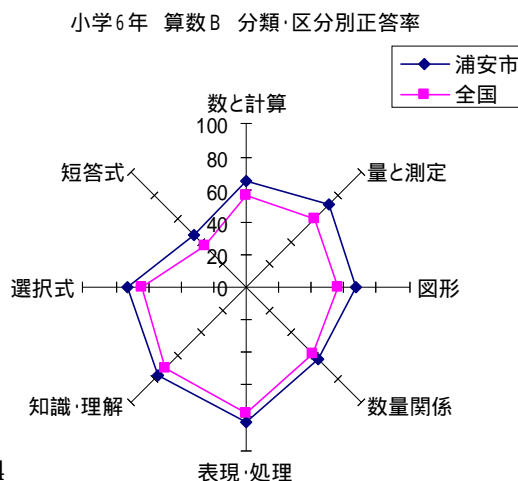 小学6年 算数B 分類・区分別正答率
浦安市
全国
数と計算
100
80
60
40
20
0
量と測定
図形
数量関係
表現・処理
知識・理解
選択式
短答式
4